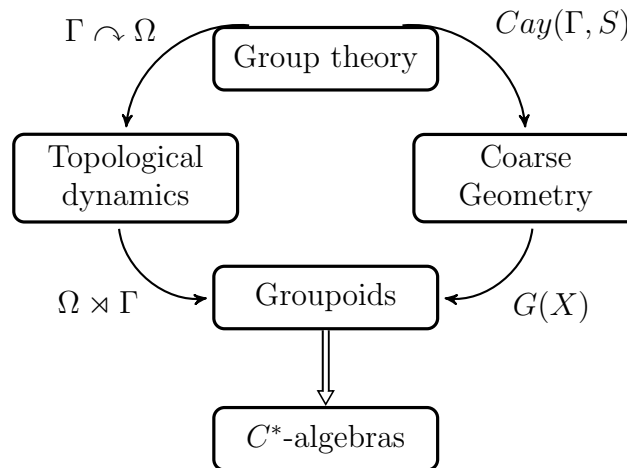 Γ ↷ Ω
Cay(Γ, S)
Group theory
Topological
dynamics
Coarse
Geometry
Ω ⋊ Γ
Groupoids
G(X)
C*-algebras